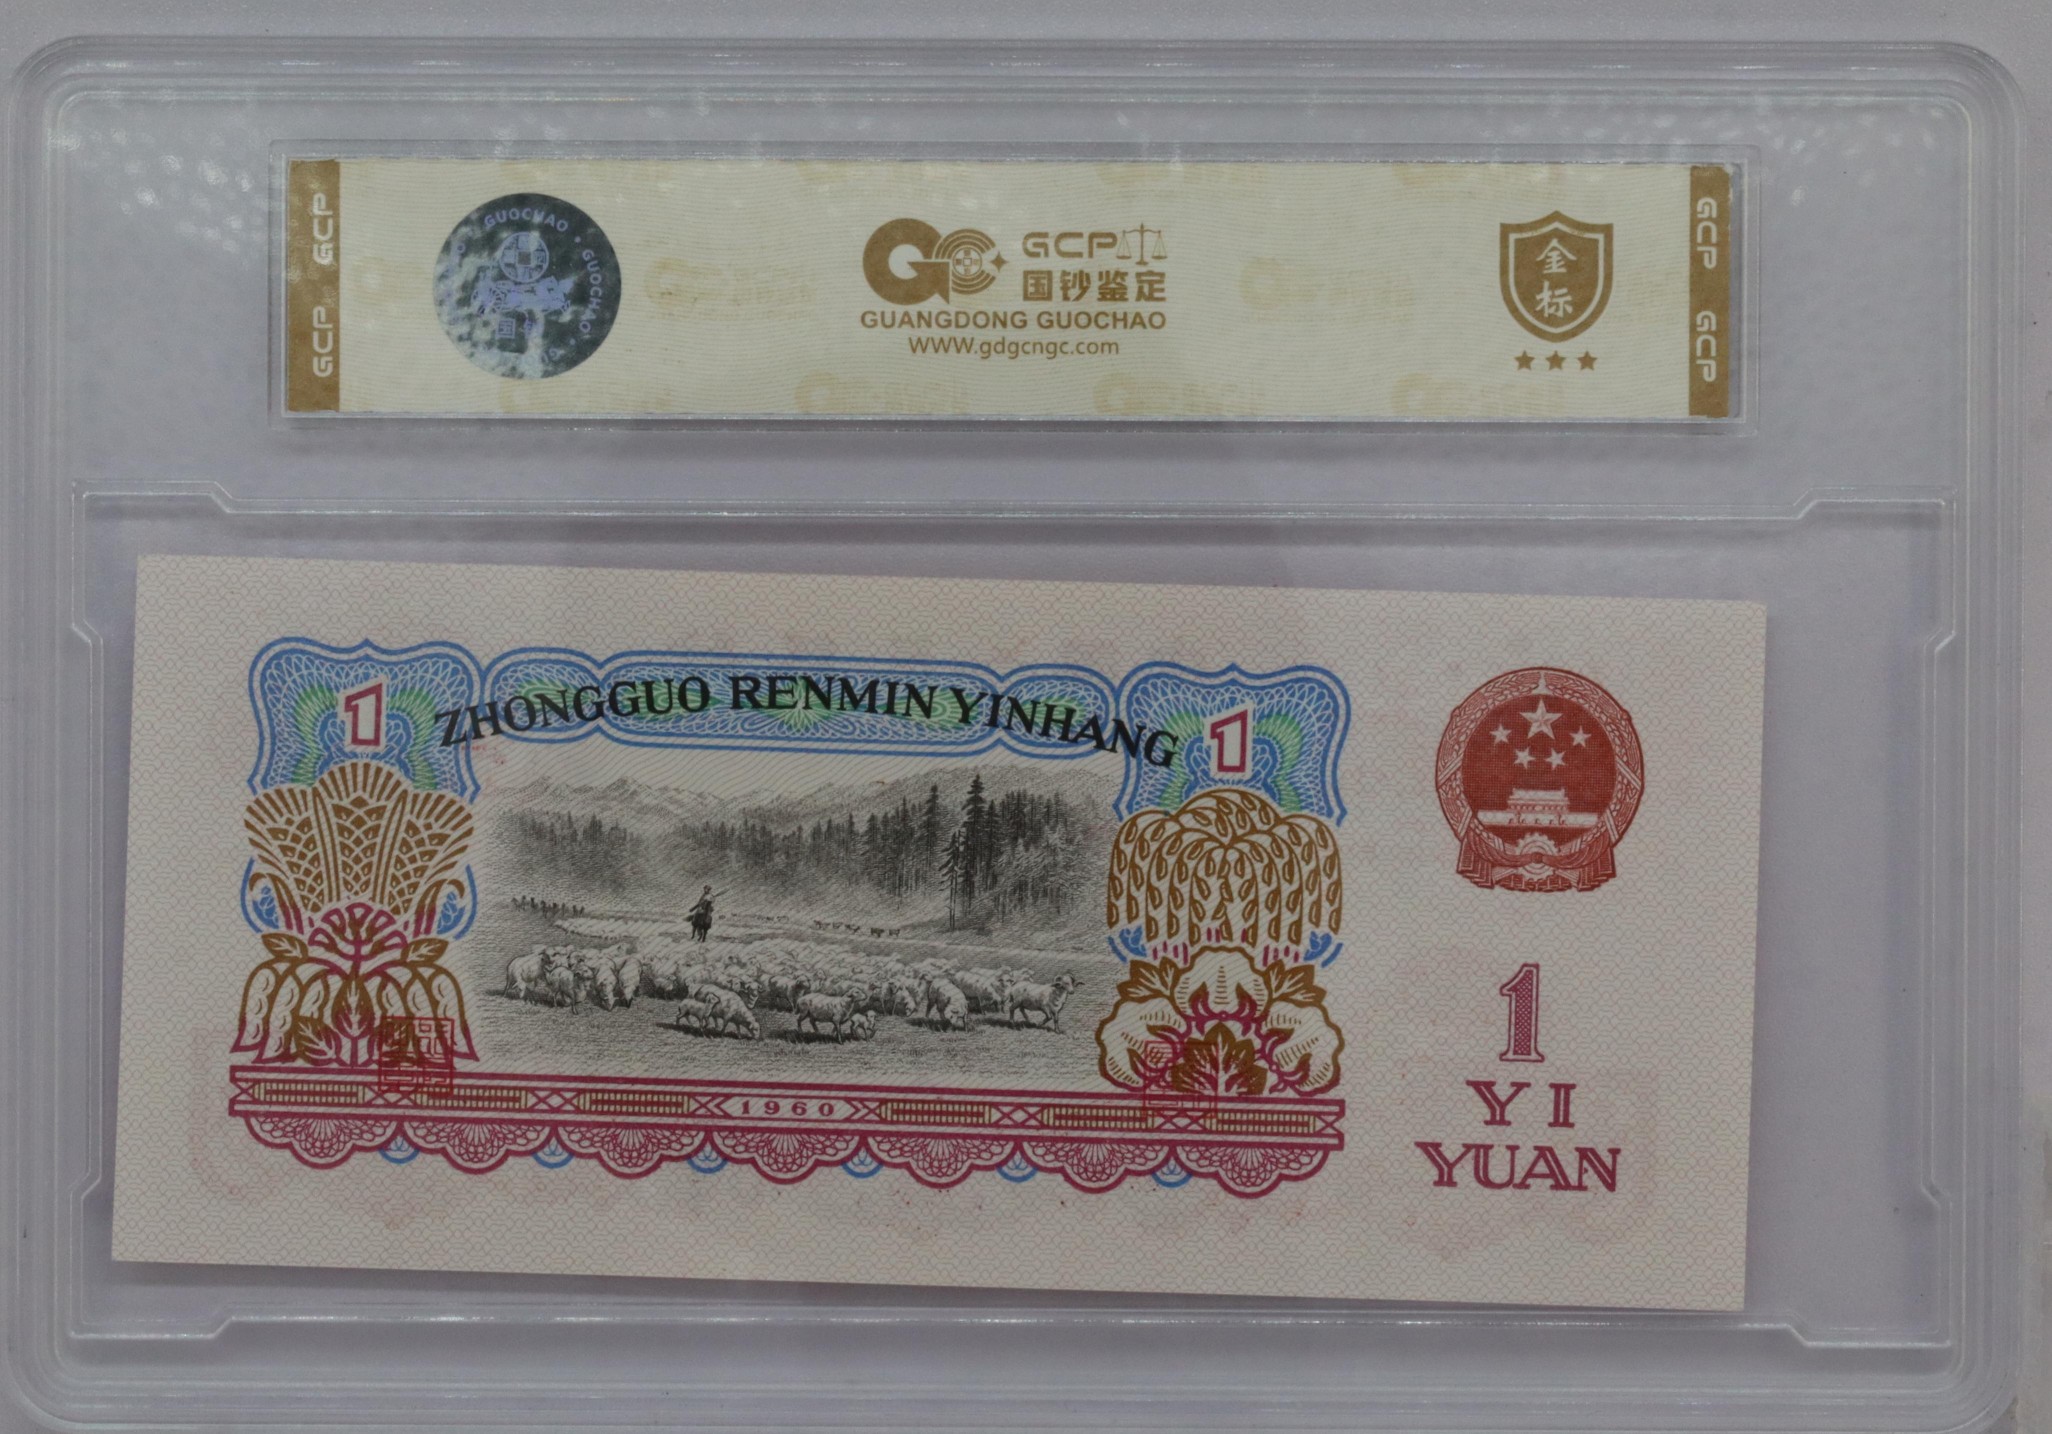 GCP GCP
GUOCHAO • GUOCHAO
GC GCP
国钞鉴定
GUANGDONG GUOCHAO
WWW.gdgcngc.com
金
标
GCP GCP
1 ZHONGGUO RENMIN YINHANG 1
1960
1
YI
YUAN